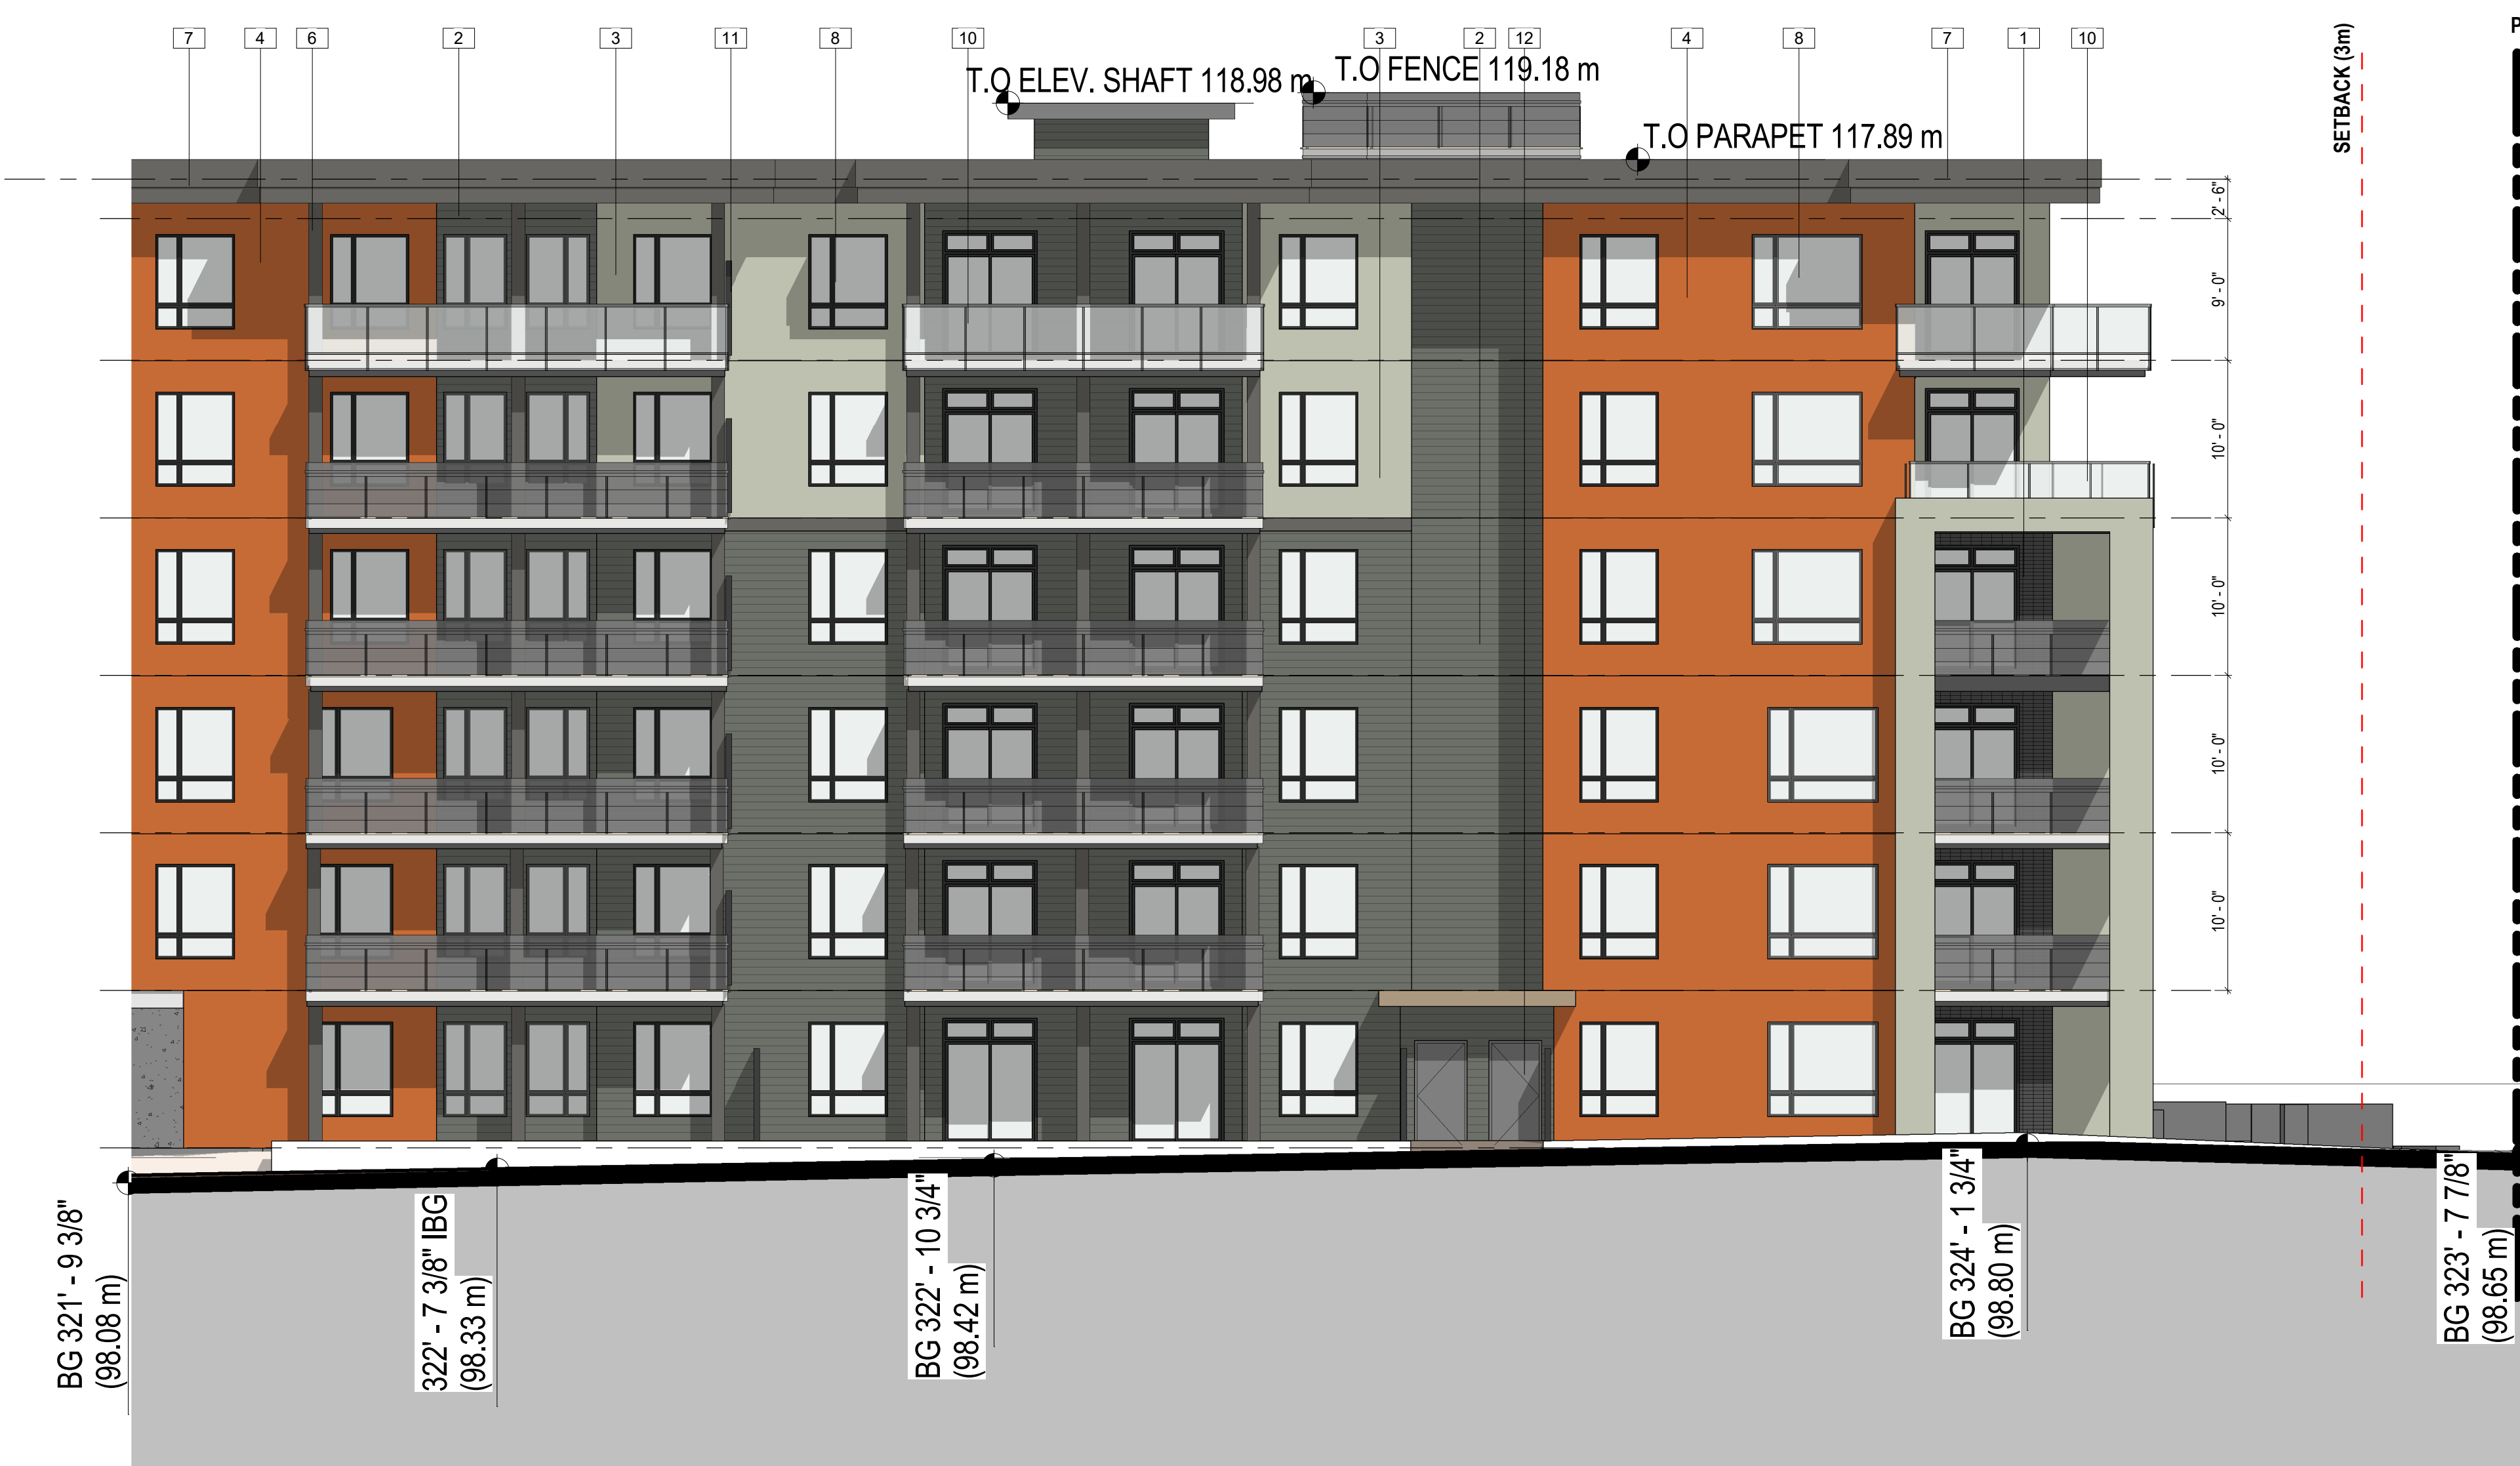 7
4
6
2
3
11
8
10
3
2
12
4
8
7
1
10
SETBACK (3m)
P
T.O ELEV. SHAFT 118.98 m
T.O FENCE 119.18 m
T.O PARAPET 117.89 m
2' - 6"
9' - 0"
10' - 0"
10' - 0"
10' - 0"
10' - 0"
BG 321' - 9 3/8"
(98.08 m)
322' - 7 3/8" IBG
(98.33 m)
BG 322' - 10 3/4"
(98.42 m)
BG 324' - 1 3/4"
(98.80 m)
BG 323' - 7 7/8"
(98.65 m)